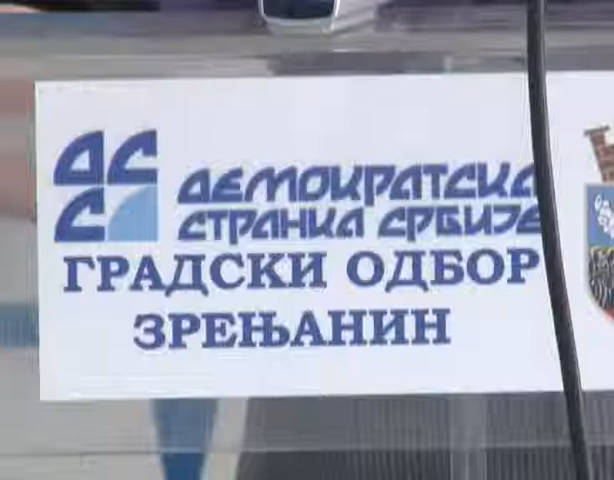 ДС
С
ДЕМОКРАТСКА
СТРАНКА СРБИЈЕ
ГРАДСКИ ОДБОР
ЗРЕЊАНИН